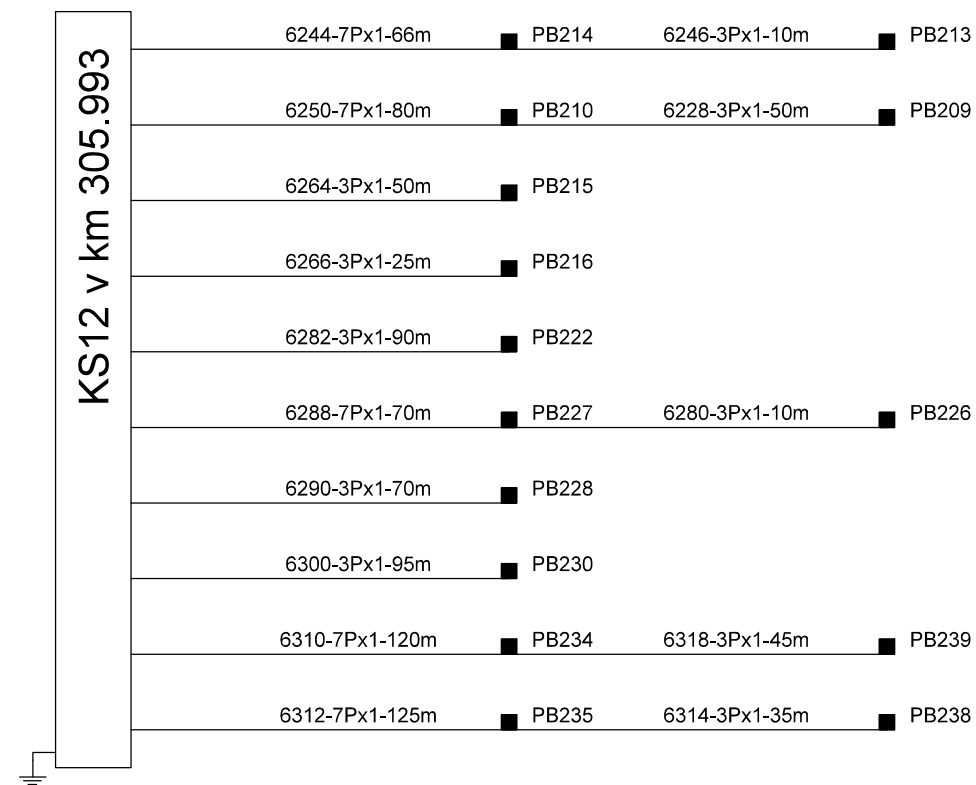 KS12 v km 305.993
6244-7Px1-66m PB214 6246-3Px1-10m PB213
6250-7Px1-80m PB210 6228-3Px1-50m PB209
6264-3Px1-50m PB215
6266-3Px1-25m PB216
6282-3Px1-90m PB222
6288-7Px1-70m PB227 6280-3Px1-10m PB226
6290-3Px1-70m PB228
6300-3Px1-95m PB230
6310-7Px1-120m PB234 6318-3Px1-45m PB239
6312-7Px1-125m PB235 6314-3Px1-35m PB238